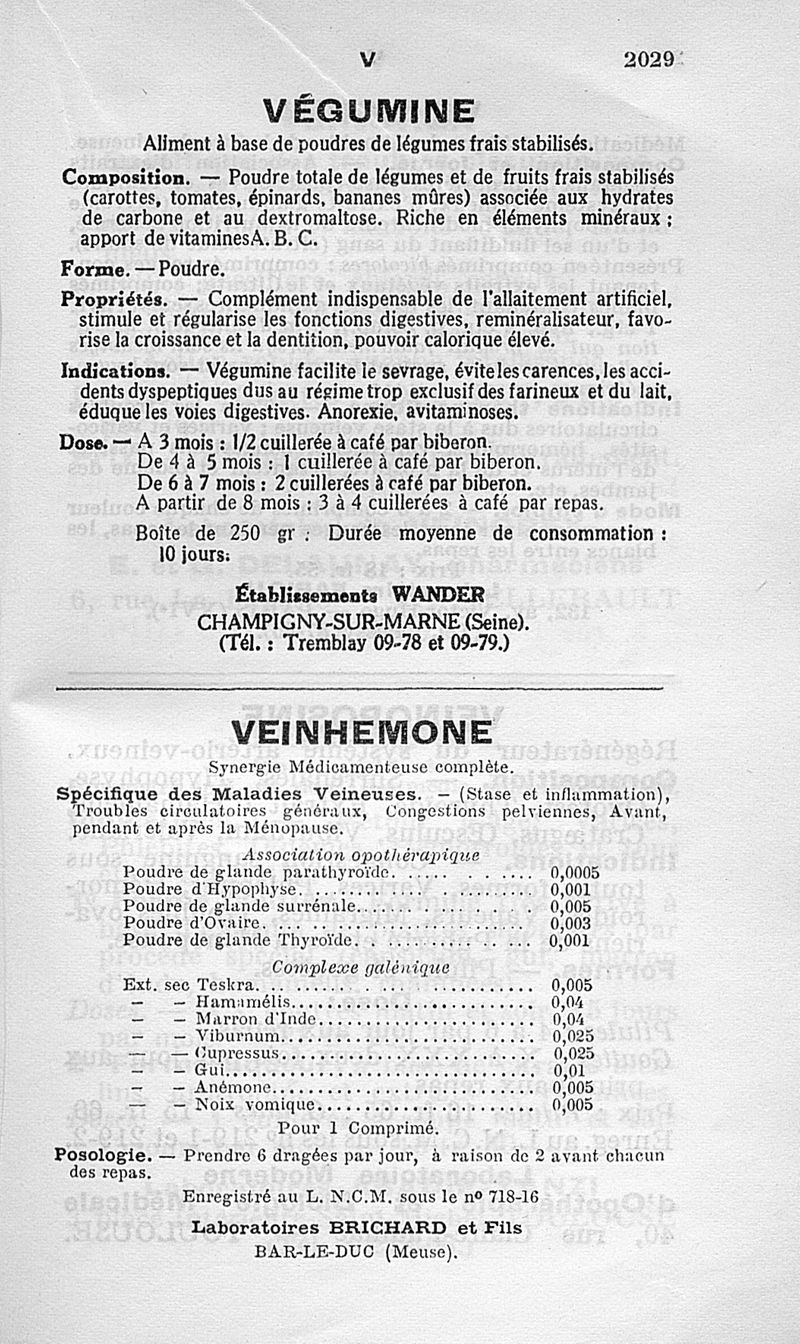 V 2029
VÉGUMINE
Aliment à base de poudres de légumes frais stabilisés.
Composition. — Poudre totale de légumes et de fruits frais stabilisés
(carottes, tomates, épinards, bananes mûres) associée aux hydrates
de carbone et au dextromaltose. Riche en éléments minéraux ;
apport de vitamines A. B. C.
Forme. — Poudre.
Propriétés. — Complément indispensable de l'allaitement artificiel,
stimule et régularise les fonctions digestives, reminéralisateur, favo-
rise la croissance et la dentition, pouvoir calorique élevé.
Indications. — Végumine facilite le sevrage, évite les carences, les acci-
dents dyspeptiques dus au régime trop exclusif des farineux et du lait,
éduque les voies digestives. Anorexie, avitaminoses.
Dose. — A 3 mois : 1/2 cuillerée à café par biberon.
De 4 à 5 mois : 1 cuillerée à café par biberon.
De 6 à 7 mois : 2 cuillerées à café par biberon.
A partir de 8 mois : 3 à 4 cuillerées à café par repas.
Boîte de 250 gr . Durée moyenne de consommation :
10 jours.
Établissements WANDER
CHAMPIGNY-SUR-MARNE (Seine).
(Tél. : Tremblay 09-78 et 09-79.)
VEINHEMONE
Synergie Médicamenteuse complète.
Spécifique des Maladies Veineuses. — (Stase et inflammation),
Troubles circulatoires généraux, Congestions pelviennes, Avant,
pendant et après la Ménopause.
Association opothérapique
Poudre de glande parathyroïde. . . . . . . . . . 0,0005
Poudre d'Hypophyse. . . . . . . . . . 0,001
Poudre de glande surrénale. . . . . . . . . . 0,005
Poudre d'Ovaire. . . . . . . . . . 0,003
Poudre de glande Thyroïde. . . . . . . . . . 0,001
Complexe galénique
Ext. sec Teskra. . . . . . . . . . 0,005
— — Hamamélis. . . . . . . . . . 0,04
— — Marron d'Inde. . . . . . . . . . 0,04
— — Viburnum. . . . . . . . . . 0,025
— — Cupressus. . . . . . . . . . 0,025
— — Gui. . . . . . . . . . 0,01
— — Anémone. . . . . . . . . . 0,005
— — Noix vomique. . . . . . . . . . 0,005
Pour 1 Comprimé.
Posologie. — Prendre 6 dragées par jour, à raison de 2 avant chacun
des repas.
Enregistré au L. N.C.M. sous le nº 718-16
Laboratoires BRICHARD et Fils
BAR-LE-DUC (Meuse).